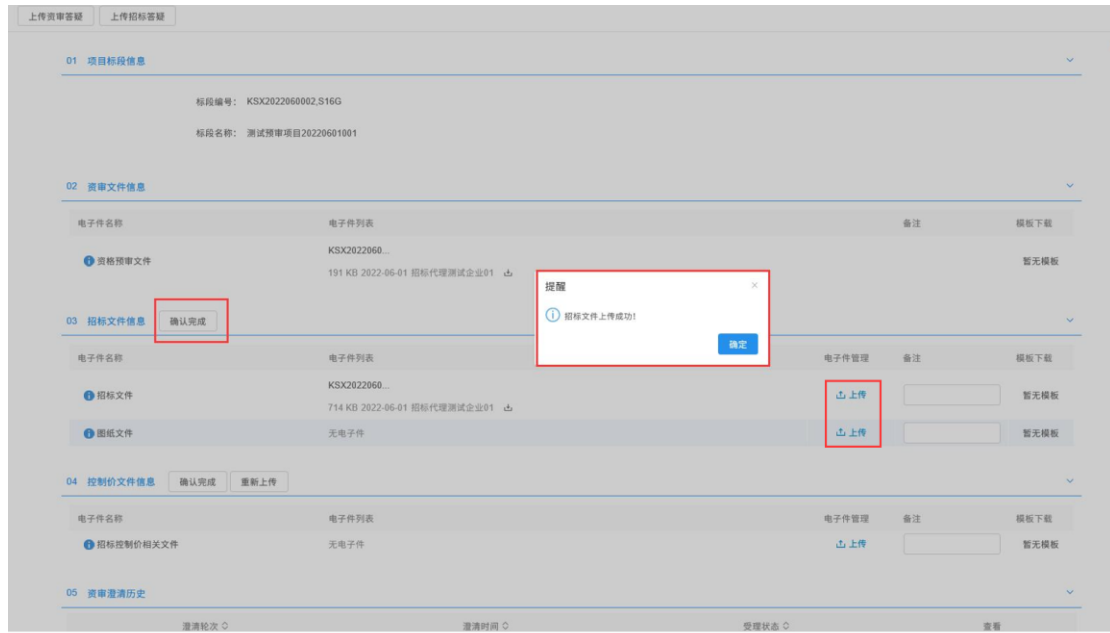 上传资审答疑 上传招标答疑
01 项目标段信息
标段编号： KSX2022060002,S16G
标段名称： 测试预审项目20220601001
02 资审文件信息
电子件名称 电子件列表 备注 模板下载
资格预审文件 KSX2022060... 暂无模板
191 KB 2022-06-01 招标代理测试企业01
提醒
招标文件上传成功！
确定
03 招标文件信息 确认完成
电子件名称 电子件列表 电子件管理 备注 模板下载
招标文件 KSX2022060... 上传 暂无模板
714 KB 2022-06-01 招标代理测试企业01
图纸文件 无电子件 上传 暂无模板
04 控制价文件信息 确认完成 重新上传
电子件名称 电子件列表 电子件管理 备注 模板下载
招标控制价相关文件 无电子件 上传 暂无模板
05 资审澄清历史
澄清轮次 澄清时间 受理状态 查看